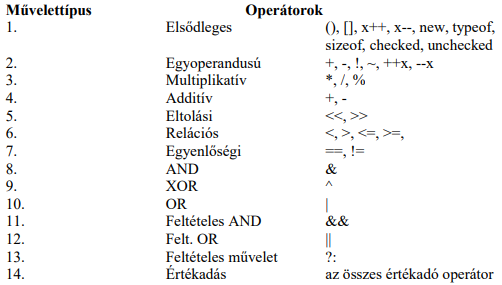 Művelettípus Operátorok
1. Elsődleges (), [], x++, x--, new, typeof,
sizeof, checked, unchecked
2. Egyoperandusú +, -, !, ~, ++x, --x
3. Multiplikatív *, /, %
4. Additív +, -
5. Eltolási <<, >>
6. Relációs <, >, <=, >=,
7. Egyenlőségi ==, !=
8. AND &
9. XOR ^
10. OR |
11. Feltételes AND &&
12. Felt. OR ||
13. Feltételes művelet ?:
14. Értékadás az összes értékadó operátor